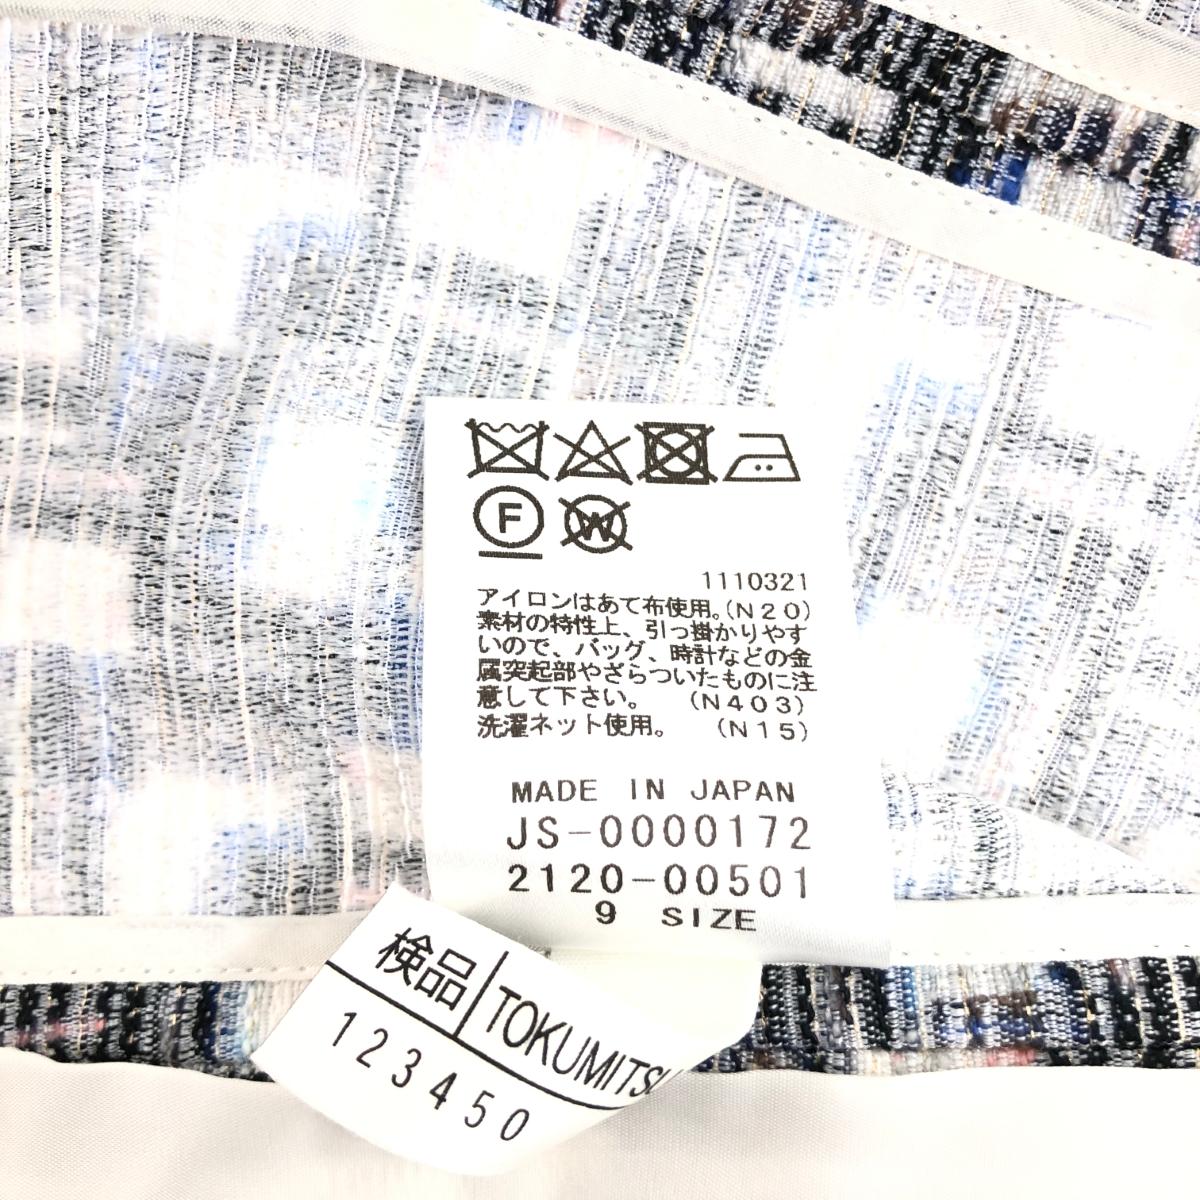 F W
1110321
アイロンはあて布使用。(N20)
素材の特性上、引っ掛かりやす
いので、バッグ、時計などの金
属突起部やざらついたものに注
意して下さい。 (N403)
洗濯ネット使用。 (N15)
MADE IN JAPAN
JS-0000172
2120-00501
9 SIZE
検品 TOKUMITSU
123450